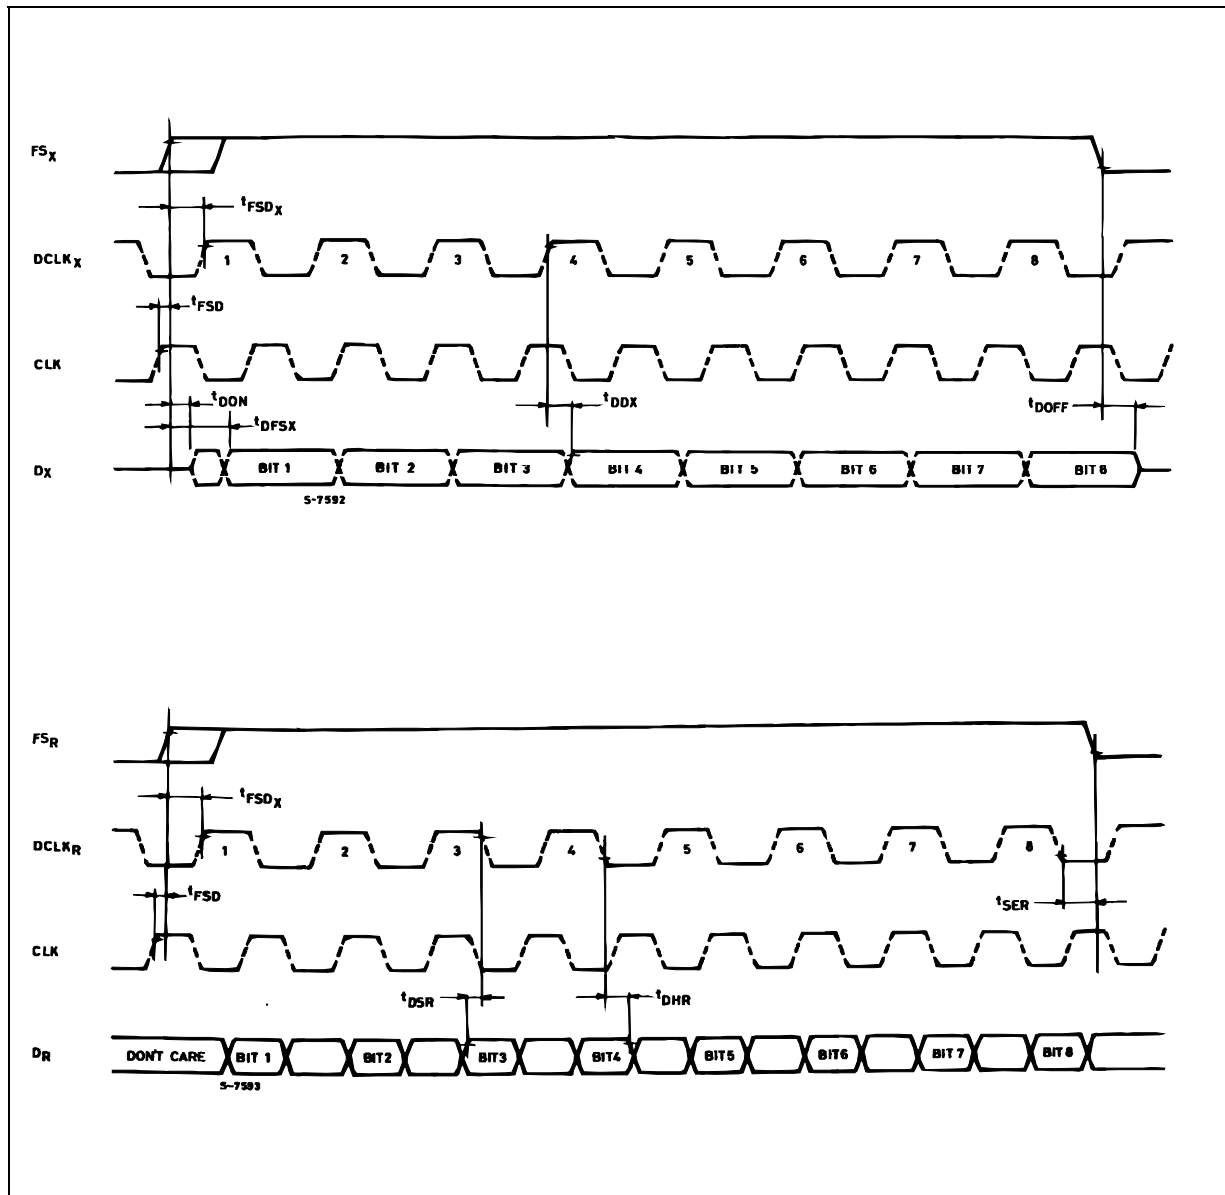 FSX
tFSDX
DCLKX 1 2 3 4 5 6 7 8
tFSD
CLK
tDON tDDX tDOFF
tDFSX
DX BIT 1 BIT 2 BIT 3 BIT 4 BIT 5 BIT 6 BIT 7 BIT 8
S-7592
FSR
tFSDX
DCLKR 1 2 3 4 5 6 7 8
tFSD tSER
CLK
tDSR tDHR
DR DON'T CARE BIT 1 BIT2 BIT3 BIT4 BIT5 BIT6 BIT7 BIT8
S-7593